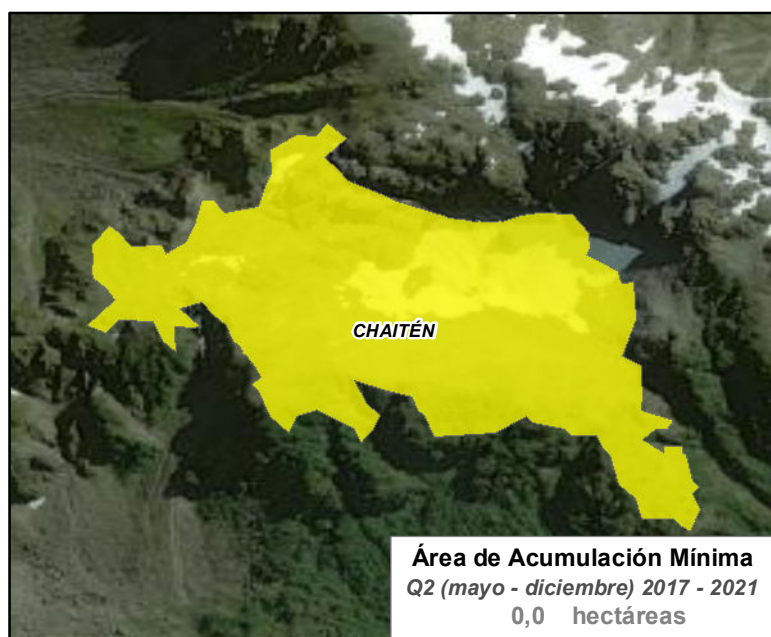 CHAITÉN
Área de Acumulación Mínima
Q2 (mayo - diciembre) 2017 - 2021
0,0 hectáreas